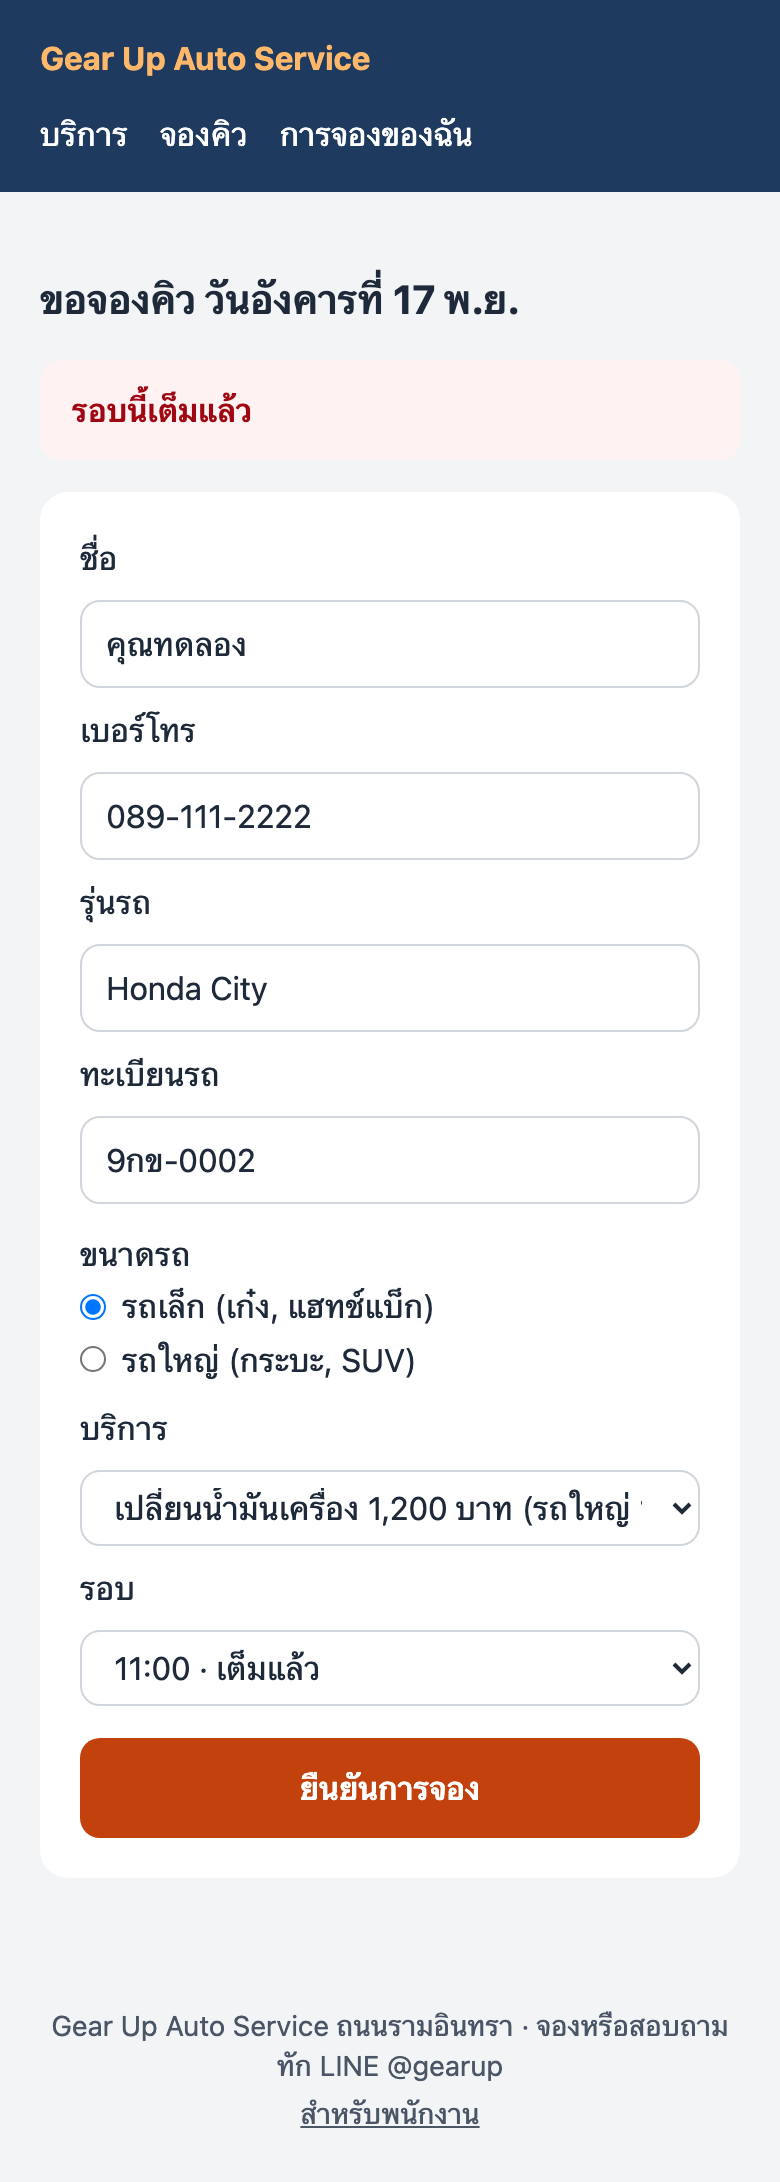 Gear Up Auto Service
บริการ จองคิว การจองของฉัน
ขอจองคิว วันอังคารที่ 17 พ.ย.
รอบนี้เต็มแล้ว
ชื่อ
คุณทดลอง
เบอร์โทร
089-111-2222
รุ่นรถ
Honda City
ทะเบียนรถ
9กข-0002
ขนาดรถ
รถเล็ก (เก๋ง, แฮทช์แบ็ก)
รถใหญ่ (กระบะ, SUV)
บริการ
เปลี่ยนน้ำมันเครื่อง 1,200 บาท (รถใหญ่
รอบ
11:00 · เต็มแล้ว
ยืนยันการจอง
Gear Up Auto Service ถนนรามอินทรา · จองหรือสอบถาม
ทัก LINE @gearup
สำหรับพนักงาน